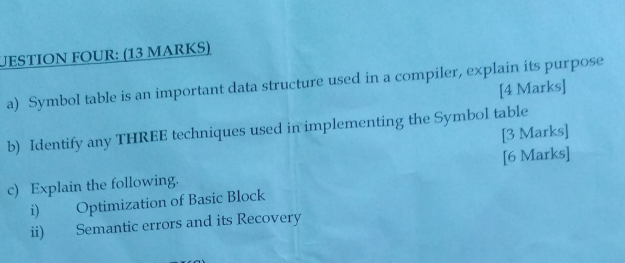 UESTION FOUR: (13 MARKS)
a) Symbol table is an important data structure used in a compiler, explain its purpose
[4 Marks]
b) Identify any THREE techniques used in implementing the Symbol table
[3 Marks]
[6 Marks]
c) Explain the following.
i) Optimization of Basic Block
ii) Semantic errors and its Recovery